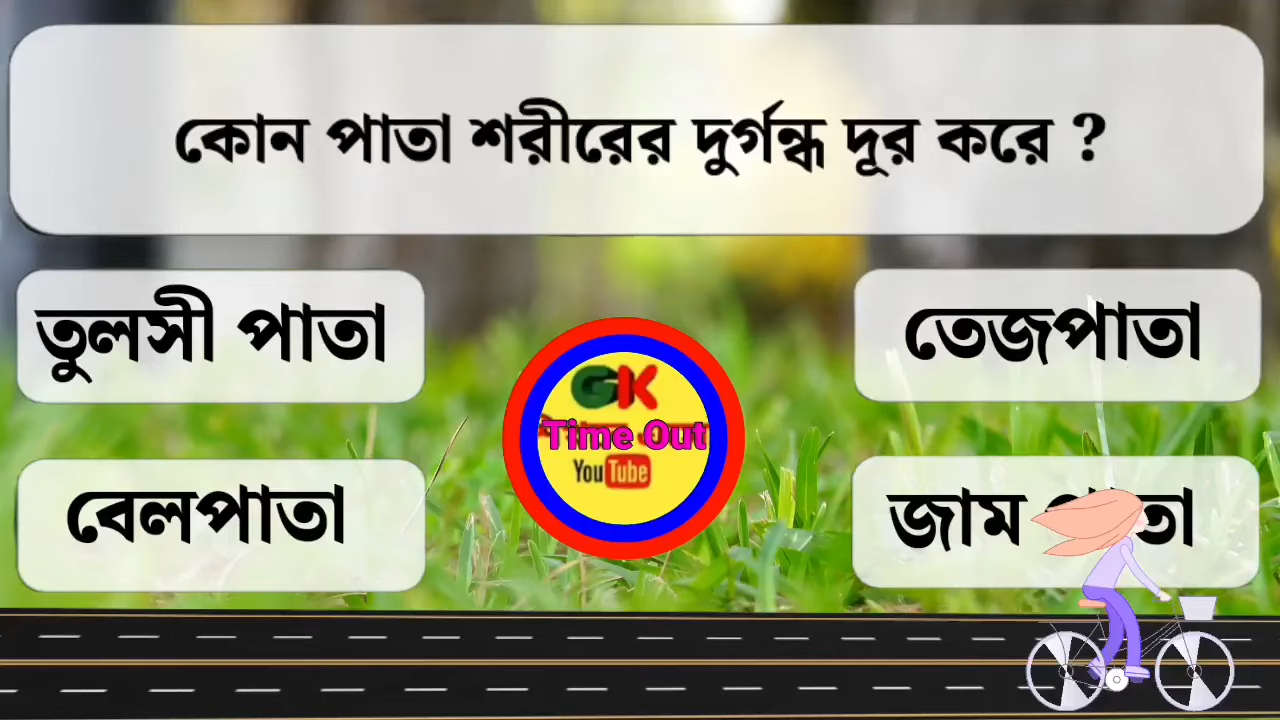 কোন পাতা শরীরের দুর্গন্ধ দূর করে ?
তুলসী পাতা
তেজপাতা
GK
Time Out
YouTube
বেলপাতা
জাম